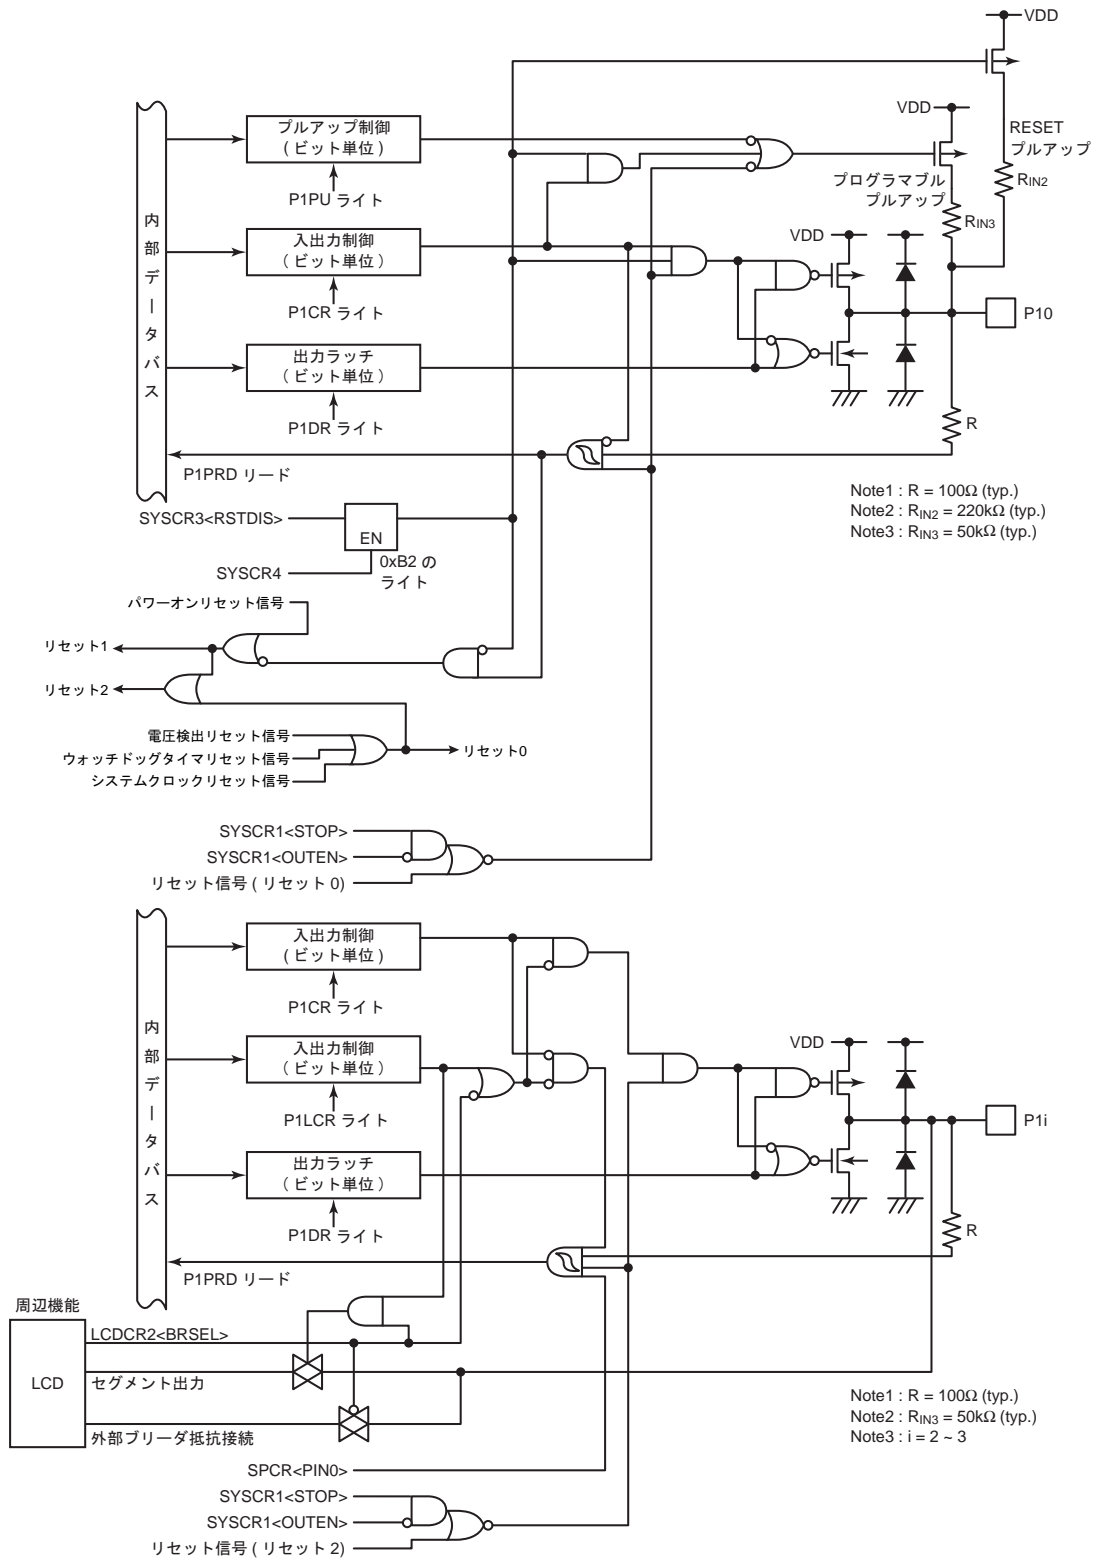 VDD
VDD
RESET
プルアップ
プルアップ制御
( ビット単位 )
プログラマブル
プルアップ
RIN2
P1PU ライト
RIN3
内部データバス
入出力制御
( ビット単位 )
VDD
P1CR ライト
P10
出力ラッチ
( ビット単位 )
P1DR ライト
R
P1PRD リード
Note1 : R = 100Ω (typ.)
Note2 : RIN2 = 220kΩ (typ.)
Note3 : RIN3 = 50kΩ (typ.)
SYSCR3<RSTDIS>
EN
0xB2 の
ライト
SYSCR4
パワーオンリセット信号
リセット1
リセット2
電圧検出リセット信号
ウォッチドッグタイマリセット信号
リセット0
システムクロックリセット信号
SYSCR1<STOP>
SYSCR1<OUTEN>
リセット信号 ( リセット 0)
入出力制御
( ビット単位 )
P1CR ライト
内部データバス
入出力制御
( ビット単位 )
VDD
P1LCR ライト
P1i
出力ラッチ
( ビット単位 )
P1DR ライト
R
P1PRD リード
周辺機能
LCDCR2<BRSEL>
LCD
セグメント出力
外部ブリーダ抵抗接続
Note1 : R = 100Ω (typ.)
Note2 : RIN3 = 50kΩ (typ.)
Note3 : i = 2 ~ 3
SPCR<PIN0>
SYSCR1<STOP>
SYSCR1<OUTEN>
リセット信号 ( リセット 2)